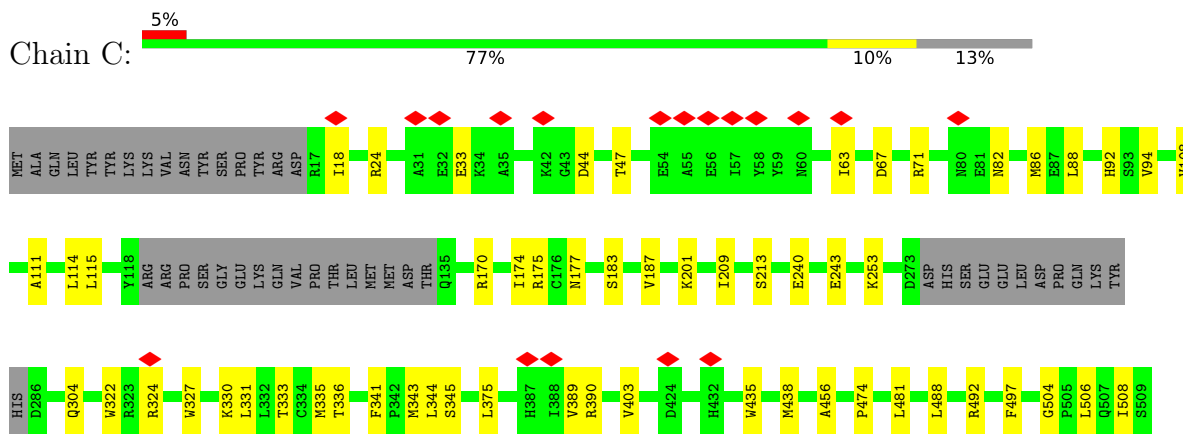 5%
Chain C:
77% 10% 13%
MET ALA GLN LEU TYR TYR LYS LYS VAL ASN TYR SER PRO TYR ARG ASP R17 I18 R24 A31 E32 E33 K34 A35 K42 G43 D44 T47 E54 A55 E56 I57 Y58 Y59 N60 I63 D67 R71 N80 E81 N82 M86 E87 L88 H92 S93 V94
A111 L114 L115 Y118 ARG ARG PRO SER GLY GLU LYS GLN VAL PRO THR LEU MET MET ASP THR Q135 R170 I174 R175 C176 N177 S183 V187 K201 I209 S213 E240 E243 K253 D273 ASP HIS SER GLU GLU LEU ASP PRO GLN LYS TYR
HIS D286 Q304 W322 R323 R324 W327 K330 L331 L332 T333 C334 M335 T336 F341 P342 M343 L344 S345 L375 H387 I388 V389 R390 V403 D424 H432 W435 M438 A456 P474 L481 L488 R492 F497 G504 P505 L506 Q507 I508 S509